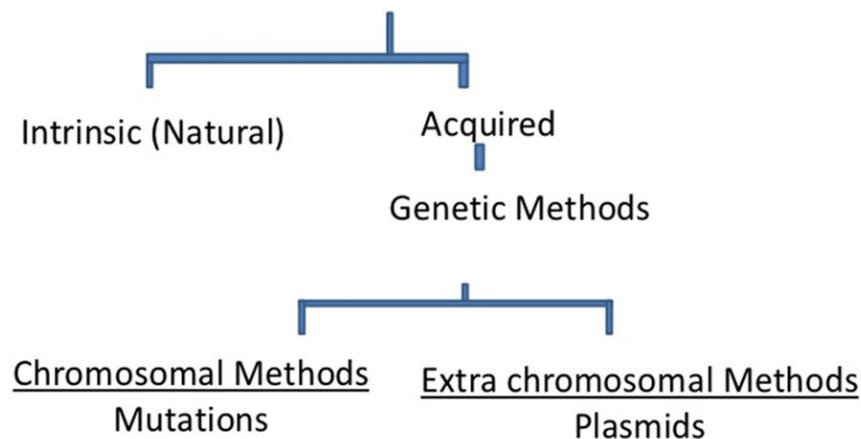 Intrinsic (Natural)
Acquired
Genetic Methods
Chromosomal Methods
Mutations
Extra chromosomal Methods
Plasmids